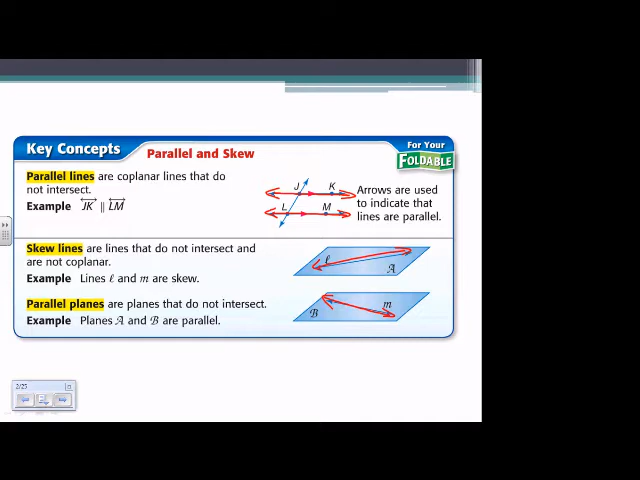 Key Concepts Parallel and Skew
For Your
FOLDABLE
Parallel lines are coplanar lines that do
not intersect.
Example JK ∥ LM
J K
L M
Arrows are used
to indicate that
lines are parallel.
Skew lines are lines that do not intersect and
are not coplanar.
Example Lines ℓ and m are skew.
ℓ
A
Parallel planes are planes that do not intersect.
Example Planes A and B are parallel.
m
B
2/25